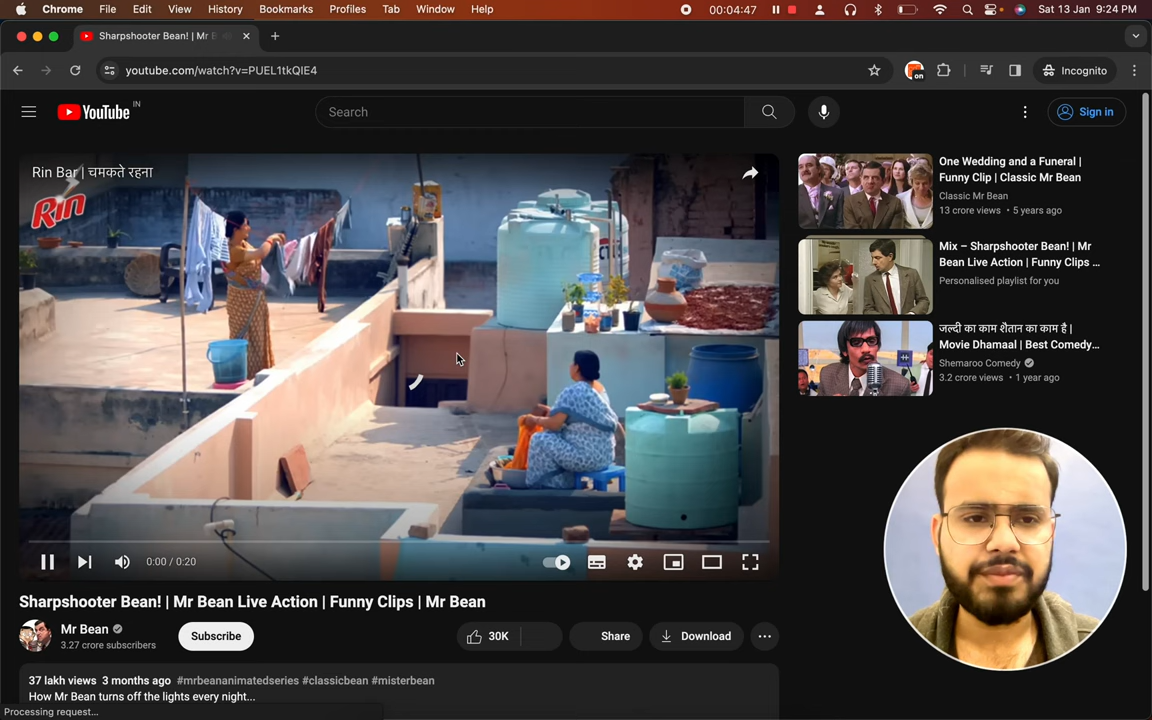 Chrome File Edit View History Bookmarks Profiles Tab Window Help 00:04:47 Sat 13 Jan 9:24 PM
Sharpshooter Bean! | Mr B
youtube.com/watch?v=PUEL1tkQIE4 on Incognito
YouTube IN Search Sign in
Rin Bar | चमकते रहना
Rin
One Wedding and a Funeral |
Funny Clip | Classic Mr Bean
Classic Mr Bean
13 crore views • 5 years ago
Mix – Sharpshooter Bean! | Mr
Bean Live Action | Funny Clips ...
Personalised playlist for you
जल्दी का काम शैतान का काम है |
Movie Dhamaal | Best Comedy...
Shemaroo Comedy
3.2 crore views • 1 year ago
0:00 / 0:20
Sharpshooter Bean! | Mr Bean Live Action | Funny Clips | Mr Bean
Mr Bean
3.27 crore subscribers
Subscribe
30K
Share
Download
37 lakh views 3 months ago #mrbeananimatedseries #classicbean #misterbean
How Mr Bean turns off the lights every night...
Processing request...